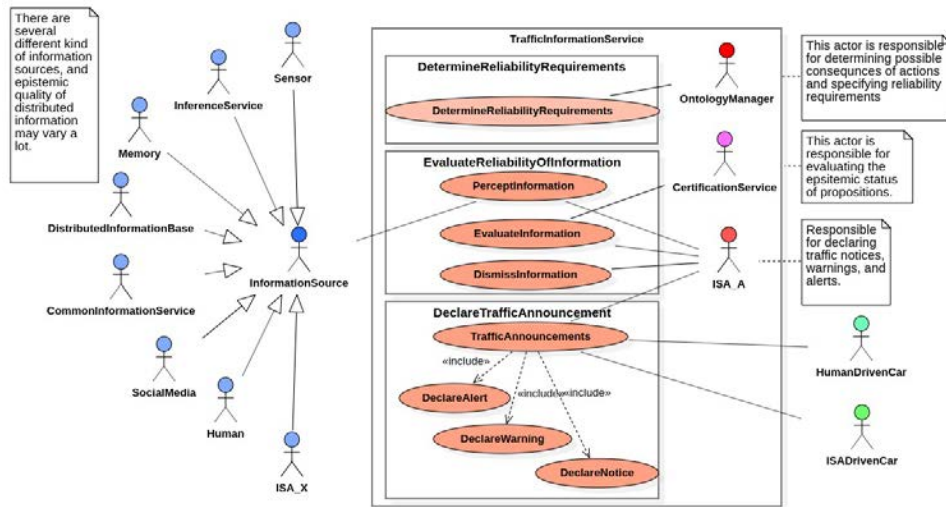 There are
several
different kind
of information
sources, and
epistemic
quality of
distributed
information
may vary a
lot.
Sensor
InferenceService
Memory
DistributedInformationBase
CommonInformationService
InformationSource
SocialMedia
Human
ISA_X
TrafficInformationService
DetermineReliabilityRequirements
DetermineReliabilityRequirements
OntologyManager
This actor is responsible
for determining possible
consequnces of actions
and specifying reliability
requirements
EvaluateReliabilityOfInformation
PerceptInformation
EvaluateInformation
DismissInformation
CertificationService
This actor is
responsible for
evaluating the
epsitemic status
of propositions.
ISA_A
Responsible
for declaring
traffic notices,
warnings, and
alerts.
DeclareTrafficAnnouncement
TrafficAnnouncements
«include»
«include»
«include»
DeclareAlert
DeclareWarning
DeclareNotice
HumanDrivenCar
ISADrivenCar